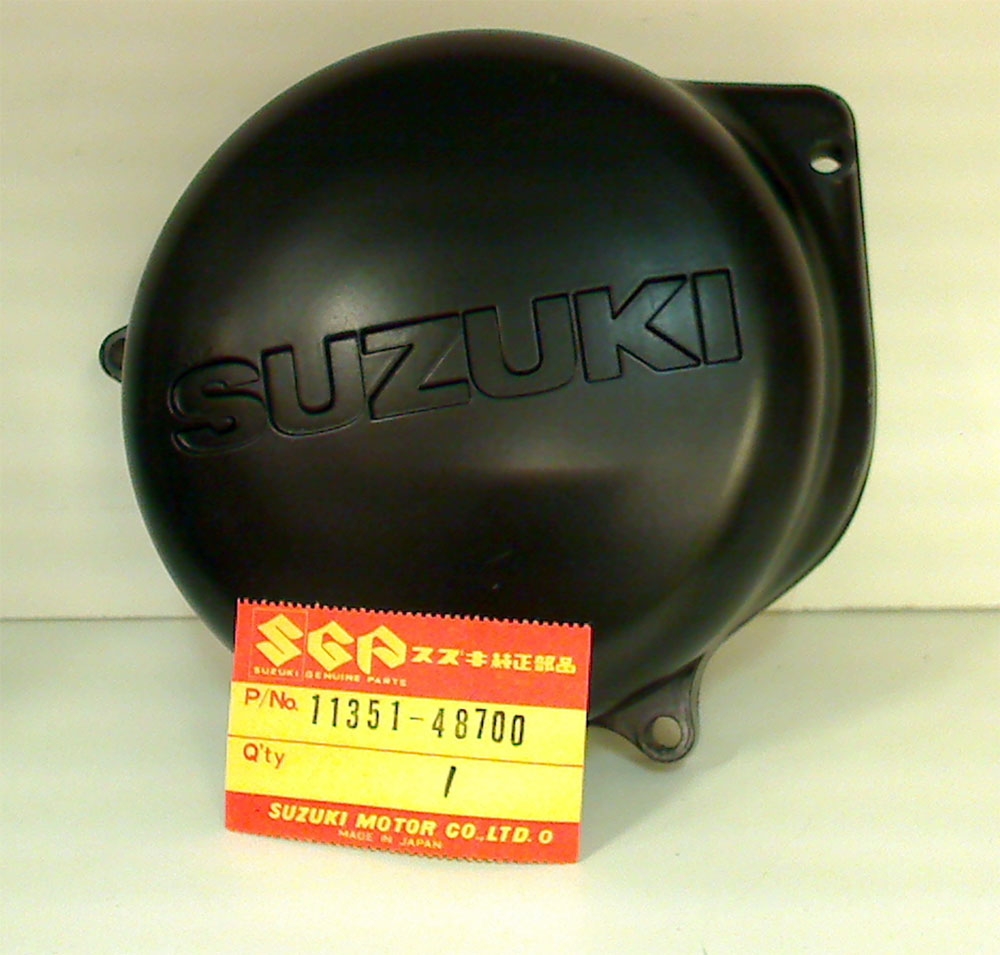 SUZUKI
SGP スズキ純正部品
SUZUKI GENUINE PARTS
P/No. 11351-48700
Q'ty 1
SUZUKI MOTOR CO.,LTD. O
MADE IN JAPAN